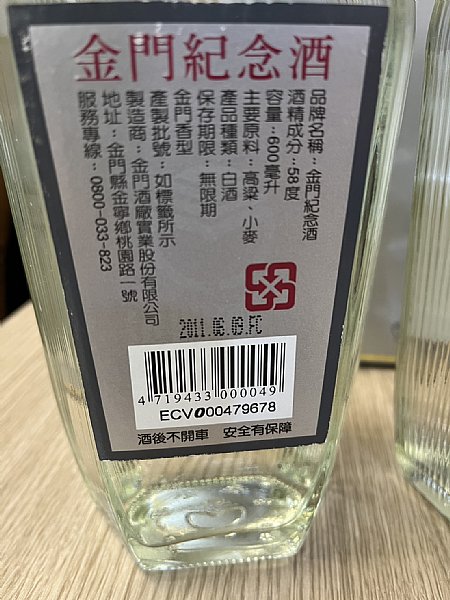 金門紀念酒
品牌名稱：金門紀念酒
酒精成分：58度
容量：600毫升
主要原料：高粱、小麥
產品種類：白酒
保存期限：無限期
金門香型
產製批號：如標籤所示
製造商：金門酒廠實業股份有限公司
地址：金門縣金寧鄉桃園路一號
服務專線：0800-033-823
2011.06.09.FC
4 719433 000049
ECV000479678
酒後不開車 安全有保障